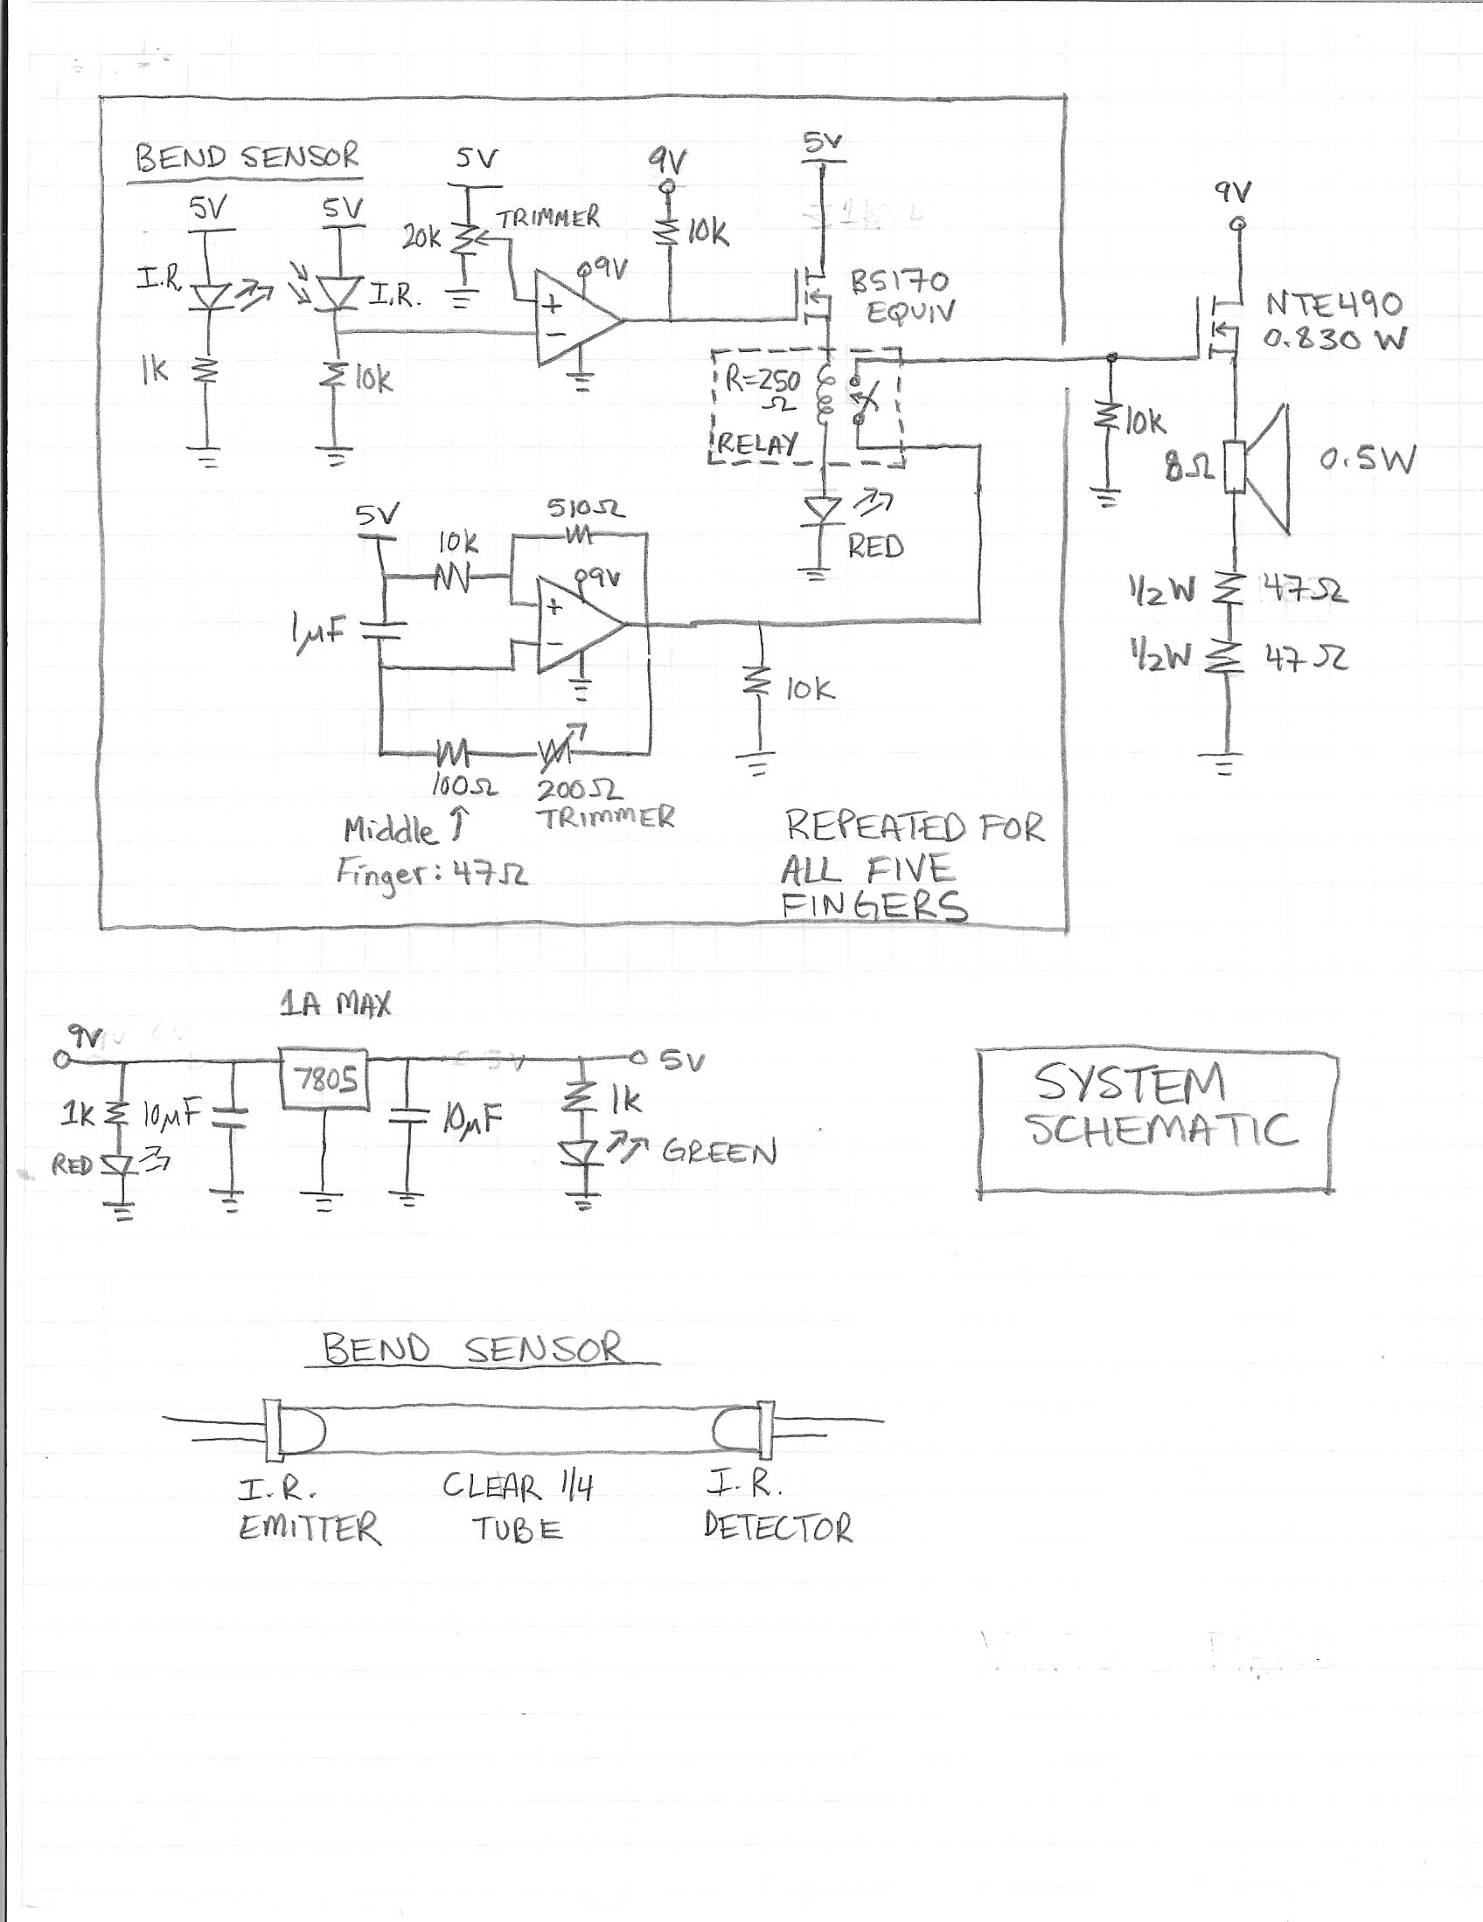 BEND SENSOR
5V
5V
5V
20K
TRIMMER
9V
10K
5V
I.R.
I.R.
+
-
9V
1K
10K
BS170
EQUIV
R=250
Ω
RELAY
RED
9V
NTE490
0.830 W
10K
8Ω
0.5W
1/2W
47Ω
1/2W
47Ω
5V
10K
510Ω
9V
+
-
1μF
10K
100Ω
200Ω
TRIMMER
Middle ↑
Finger: 47Ω
REPEATED FOR
ALL FIVE
FINGERS
1A MAX
9V
7805
5V
1K
10μF
10μF
1K
RED
GREEN
SYSTEM
SCHEMATIC
BEND SENSOR
I.R.
EMITTER
CLEAR 1/4
TUBE
I.R.
DETECTOR